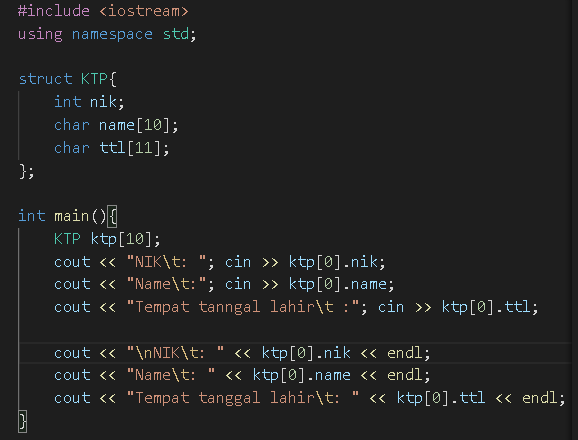 #include <iostream>
using namespace std;
struct KTP{
int nik;
char name[10];
char ttl[11];
};
int main(){
KTP ktp[10];
cout << "NIK\t: "; cin >> ktp[0].nik;
cout << "Name\t:"; cin >> ktp[0].name;
cout << "Tempat tanngal lahir\t :"; cin >> ktp[0].ttl;
cout << "\nNIK\t: " << ktp[0].nik << endl;
cout << "Name\t: " << ktp[0].name << endl;
cout << "Tempat tanggal lahir\t: " << ktp[0].ttl << endl;
}